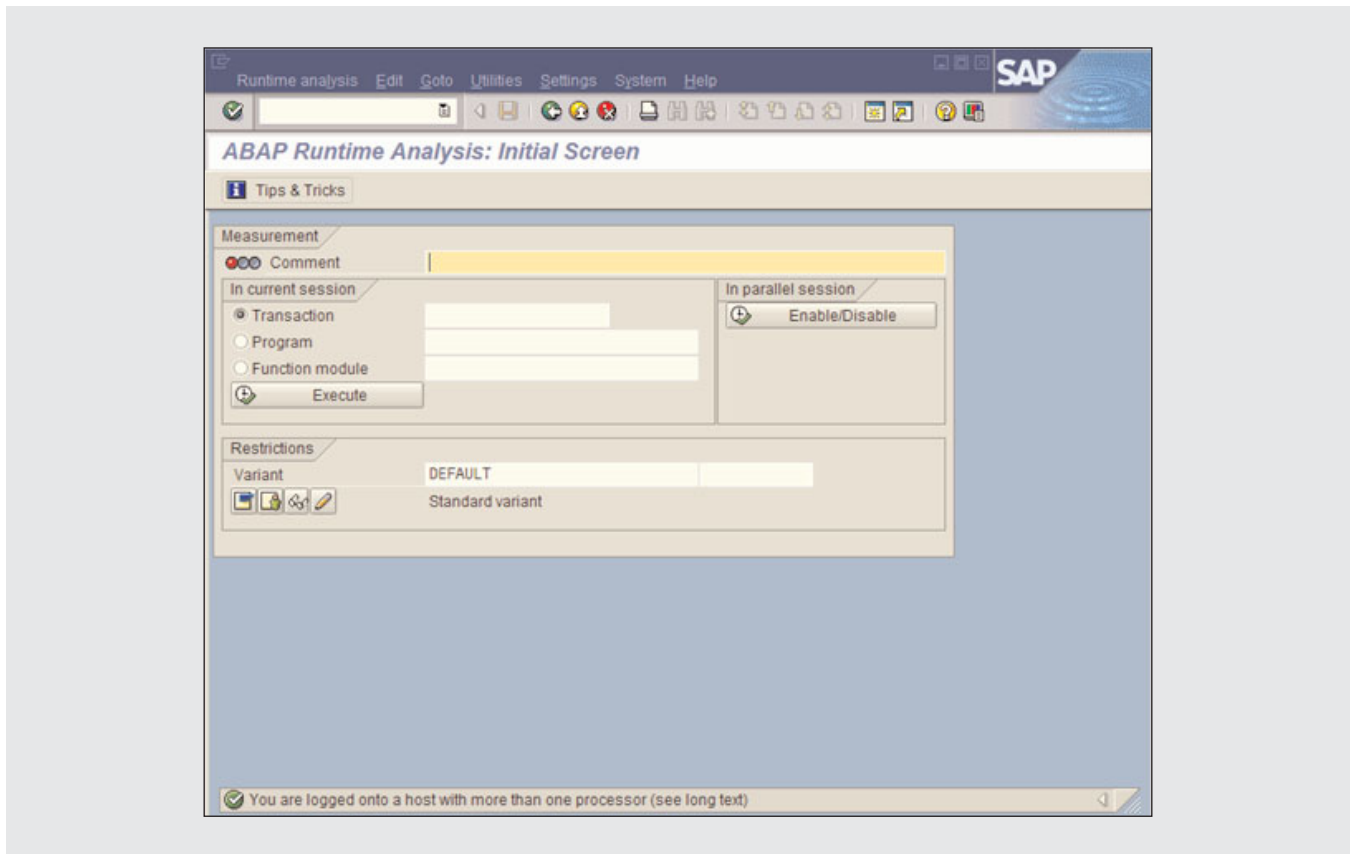 SAP
Runtime analysis Edit Goto Utilities Settings System Help
ABAP Runtime Analysis: Initial Screen
Tips & Tricks
Measurement
Comment
In current session
In parallel session
Transaction
Enable/Disable
Program
Function module
Execute
Restrictions
Variant DEFAULT
Standard variant
You are logged onto a host with more than one processor (see long text)